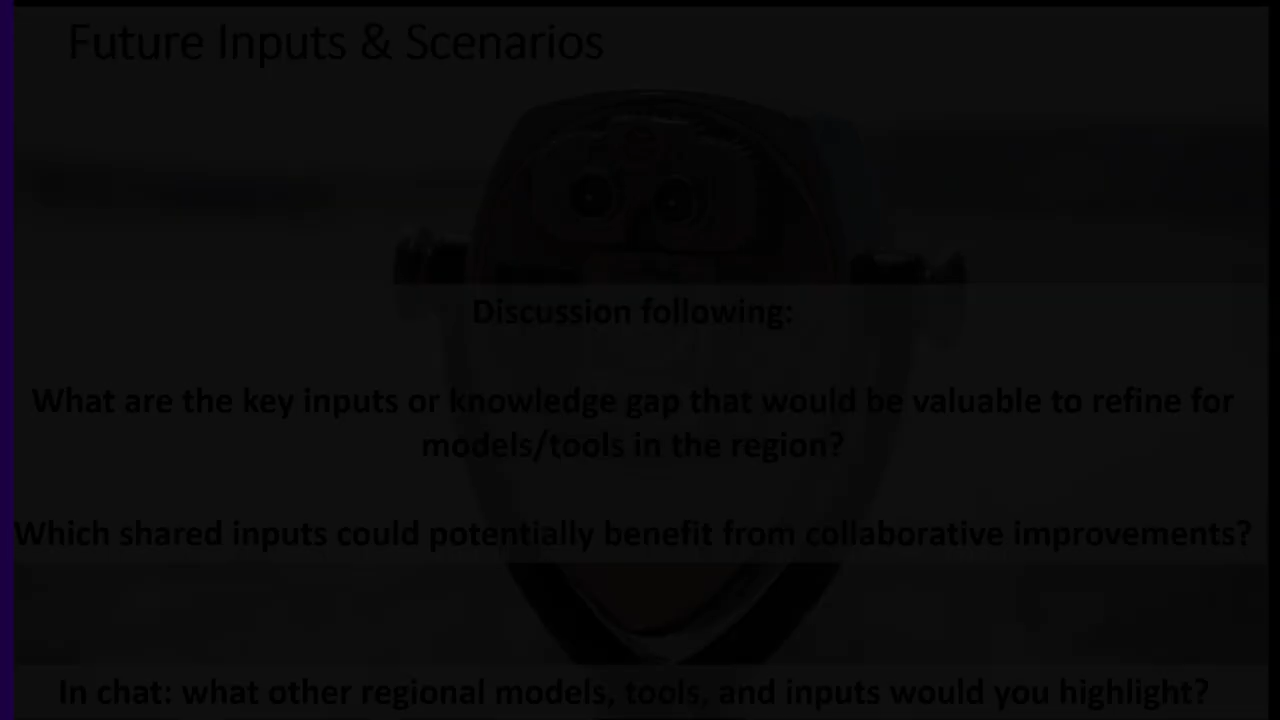 Future Inputs & Scenarios
Discussion following:
What are the key inputs or knowledge gap that would be valuable to refine for
models/tools in the region?
Which shared inputs could potentially benefit from collaborative improvements?
In chat: what other regional models, tools, and inputs would you highlight?